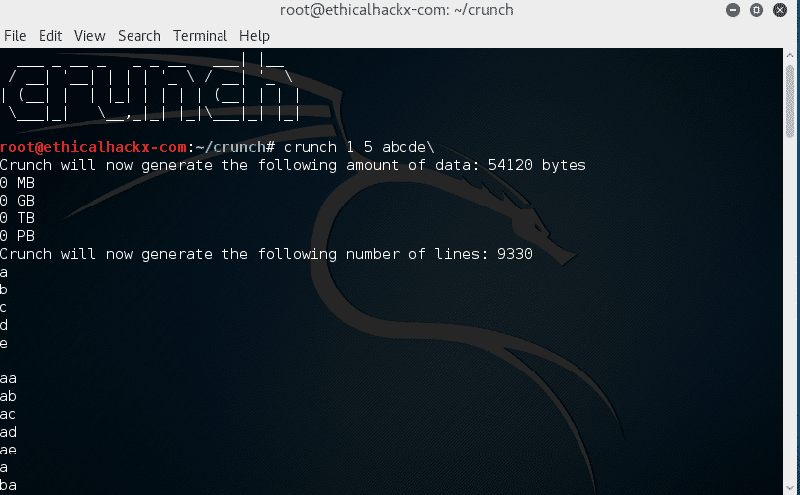 root@ethicalhackx-com: ~/crunch
File Edit View Search Terminal Help
crunch
root@ethicalhackx-com:~/crunch# crunch 1 5 abcde\
Crunch will now generate the following amount of data: 54120 bytes
0 MB
0 GB
0 TB
0 PB
Crunch will now generate the following number of lines: 9330
a
b
c
d
e
aa
ab
ac
ad
ae
a
ba